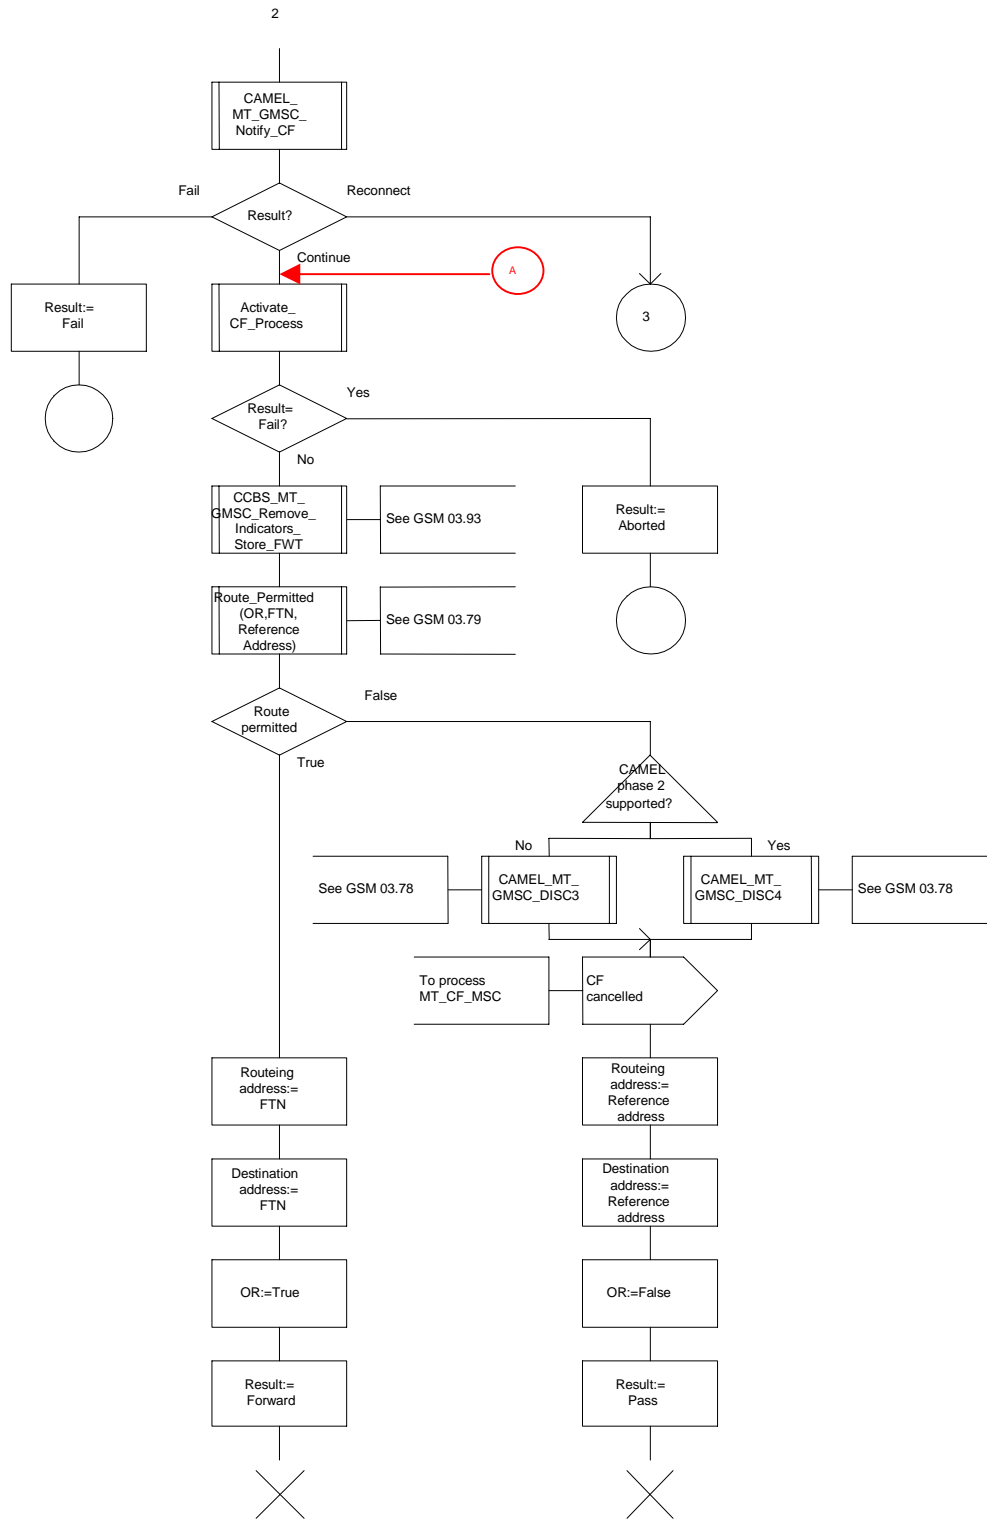 2
CAMEL_
MT_GMSC_
Notify_CF
Fail
Reconnect
Result?
Continue
A
Result:=
Fail
Activate_
CF_Process
3
Yes
Result=
Fail?
No
CCBS_MT_
GMSC_Remove_
Indicators_
Store_FWT
See GSM 03.93
Result:=
Aborted
Route_Permitted
(OR,FTN,
Reference
Address)
See GSM 03.79
False
Route
permitted
True
CAMEL
phase 2
supported?
No
Yes
See GSM 03.78
CAMEL_MT_
GMSC_DISC3
CAMEL_MT_
GMSC_DISC4
See GSM 03.78
To process
MT_CF_MSC
CF
cancelled
Routeing
address:=
FTN
Routeing
address:=
Reference
address
Destination
address:=
FTN
Destination
address:=
Reference
address
OR:=True
OR:=False
Result:=
Forward
Result:=
Pass